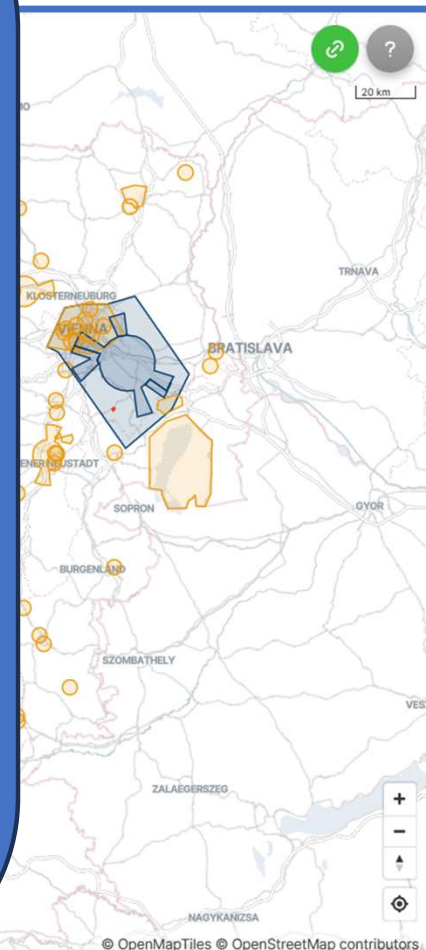 ?
20 km
TRNAVA
KLOSTERNEUBURG
VIENNA
BRATISLAVA
SOPRON
GYOR
BURGENLAND
SZOMBATHELY
ZALAEGERSZEG
+
−
NAGYKANIZSA
© OpenMapTiles © OpenStreetMap contributors